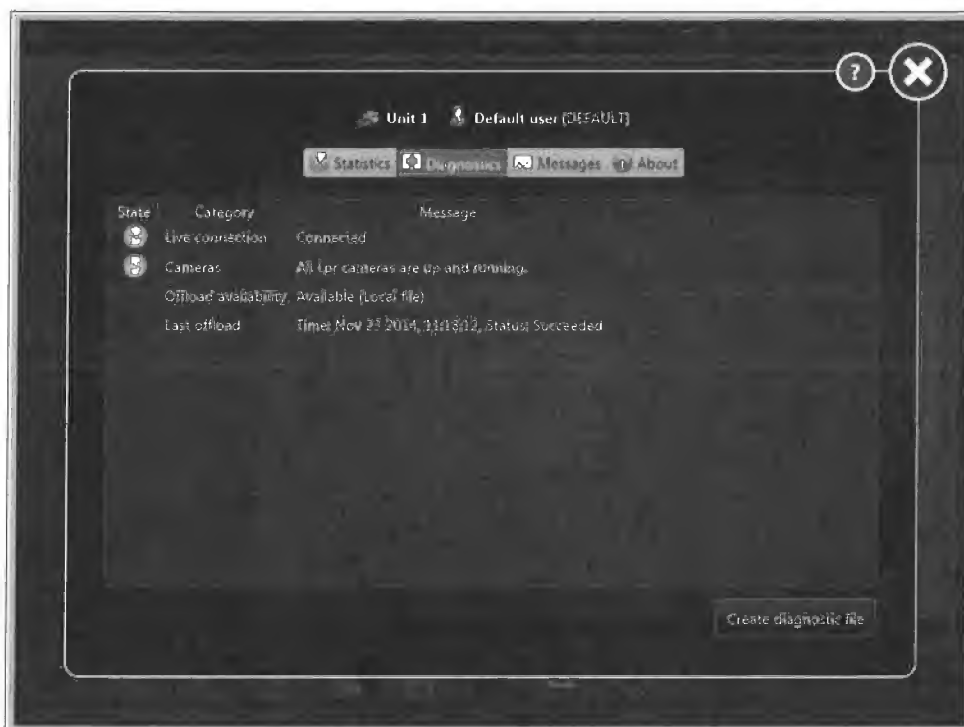 ?
Unit 1 Default user [DEFAULT]
Statistics Diagnostics Messages About
State Category Message
Live connection Connected
Cameras All Lpr cameras are up and running.
Offload availability Available (Local file)
Last offload Time: Nov 2014, Status: Succeeded
Create diagnostic file